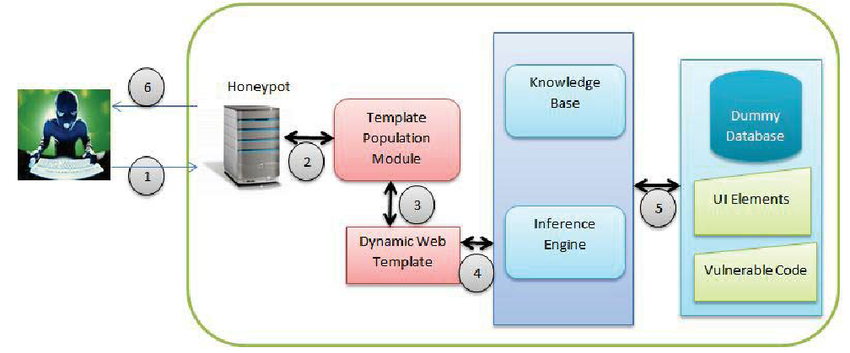 6
Honeypot
1
2
Template
Population
Module
3
Dynamic Web
Template
4
Knowledge
Base
Inference
Engine
5
Dummy
Database
UI Elements
Vulnerable Code